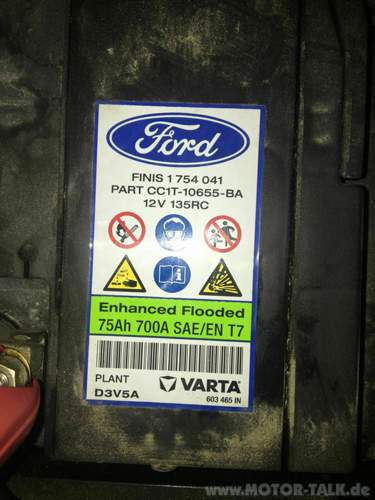 Ford
FINIS 1 754 041
PART CC1T-10655-BA
12V 135RC
Enhanced Flooded
75Ah 700A SAE/EN T7
PLANT
D3V5A
VARTA
603 465 IN
www.MOTOR-TALK.de